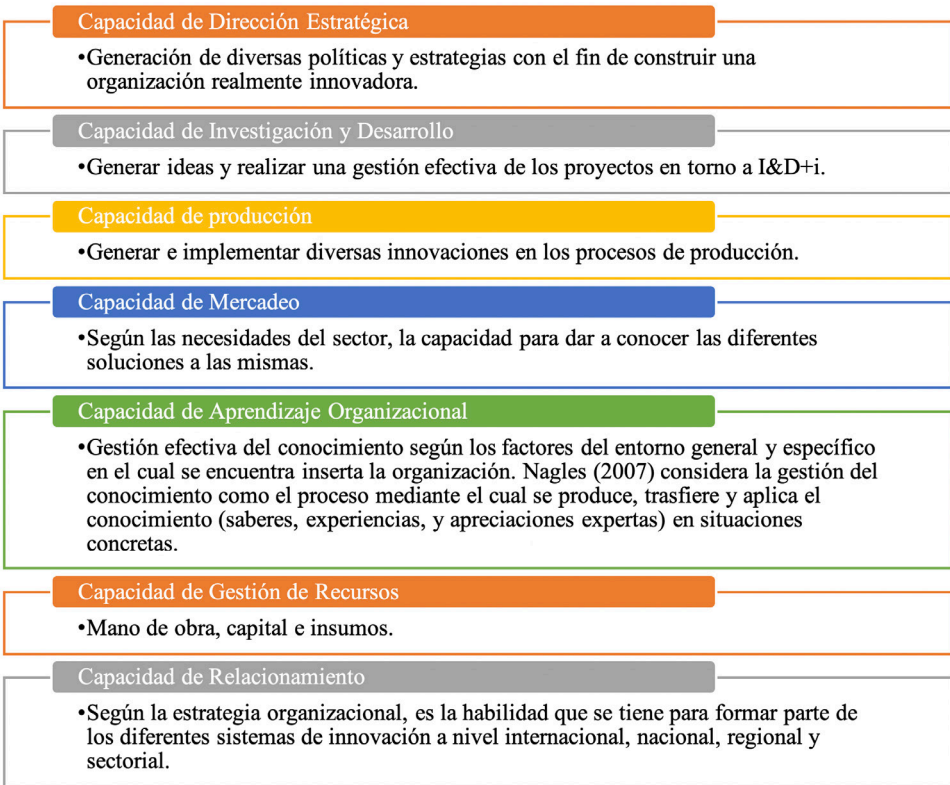 Capacidad de Dirección Estratégica
•Generación de diversas políticas y estrategias con el fin de construir una
organización realmente innovadora.
Capacidad de Investigación y Desarrollo
•Generar ideas y realizar una gestión efectiva de los proyectos en torno a I&D+i.
Capacidad de producción
•Generar e implementar diversas innovaciones en los procesos de producción.
Capacidad de Mercadeo
•Según las necesidades del sector, la capacidad para dar a conocer las diferentes
soluciones a las mismas.
Capacidad de Aprendizaje Organizacional
•Gestión efectiva del conocimiento según los factores del entorno general y específico
en el cual se encuentra inserta la organización. Nagles (2007) considera la gestión del
conocimiento como el proceso mediante el cual se produce, trasfiere y aplica el
conocimiento (saberes, experiencias, y apreciaciones expertas) en situaciones
concretas.
Capacidad de Gestión de Recursos
•Mano de obra, capital e insumos.
Capacidad de Relacionamiento
•Según la estrategia organizacional, es la habilidad que se tiene para formar parte de
los diferentes sistemas de innovación a nivel internacional, nacional, regional y
sectorial.